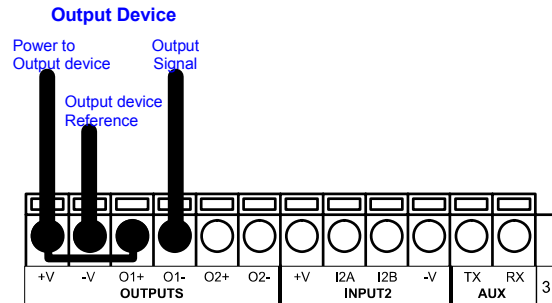 Output Device
Power to
Output device
Output
Signal
Output device
Reference
+V -V O1+ O1- O2+ O2- +V I2A I2B -V TX RX
OUTPUTS INPUT2 AUX
3